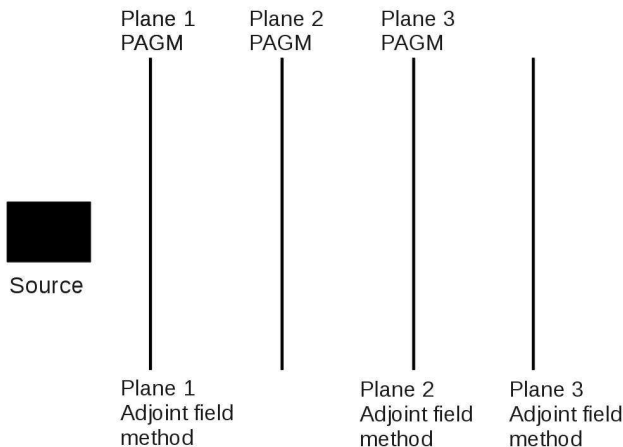 Plane 1
PAGM
Plane 2
PAGM
Plane 3
PAGM
Source
Plane 1
Adjoint field
method
Plane 2
Adjoint field
method
Plane 3
Adjoint field
method